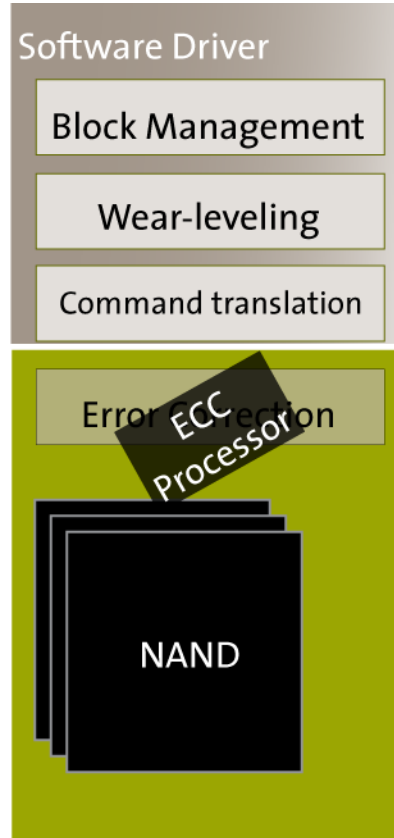 Software Driver
Block Management
Wear-leveling
Command translation
Error Correction
ECC
Processor
NAND